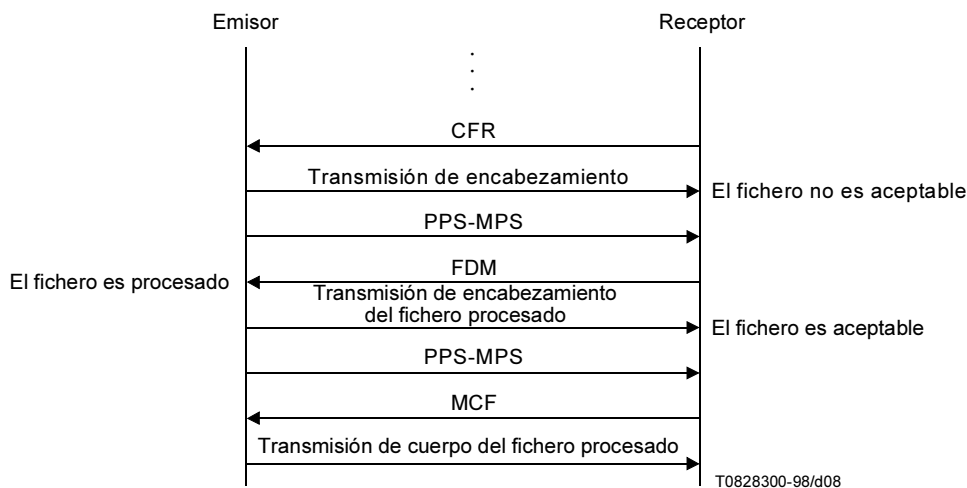 Emisor
Receptor
CFR
Transmisión de encabezamiento
El fichero no es aceptable
PPS-MPS
FDM
El fichero es procesado
Transmisión de encabezamiento
del fichero procesado
El fichero es aceptable
PPS-MPS
MCF
Transmisión de cuerpo del fichero procesado
T0828300-98/d08